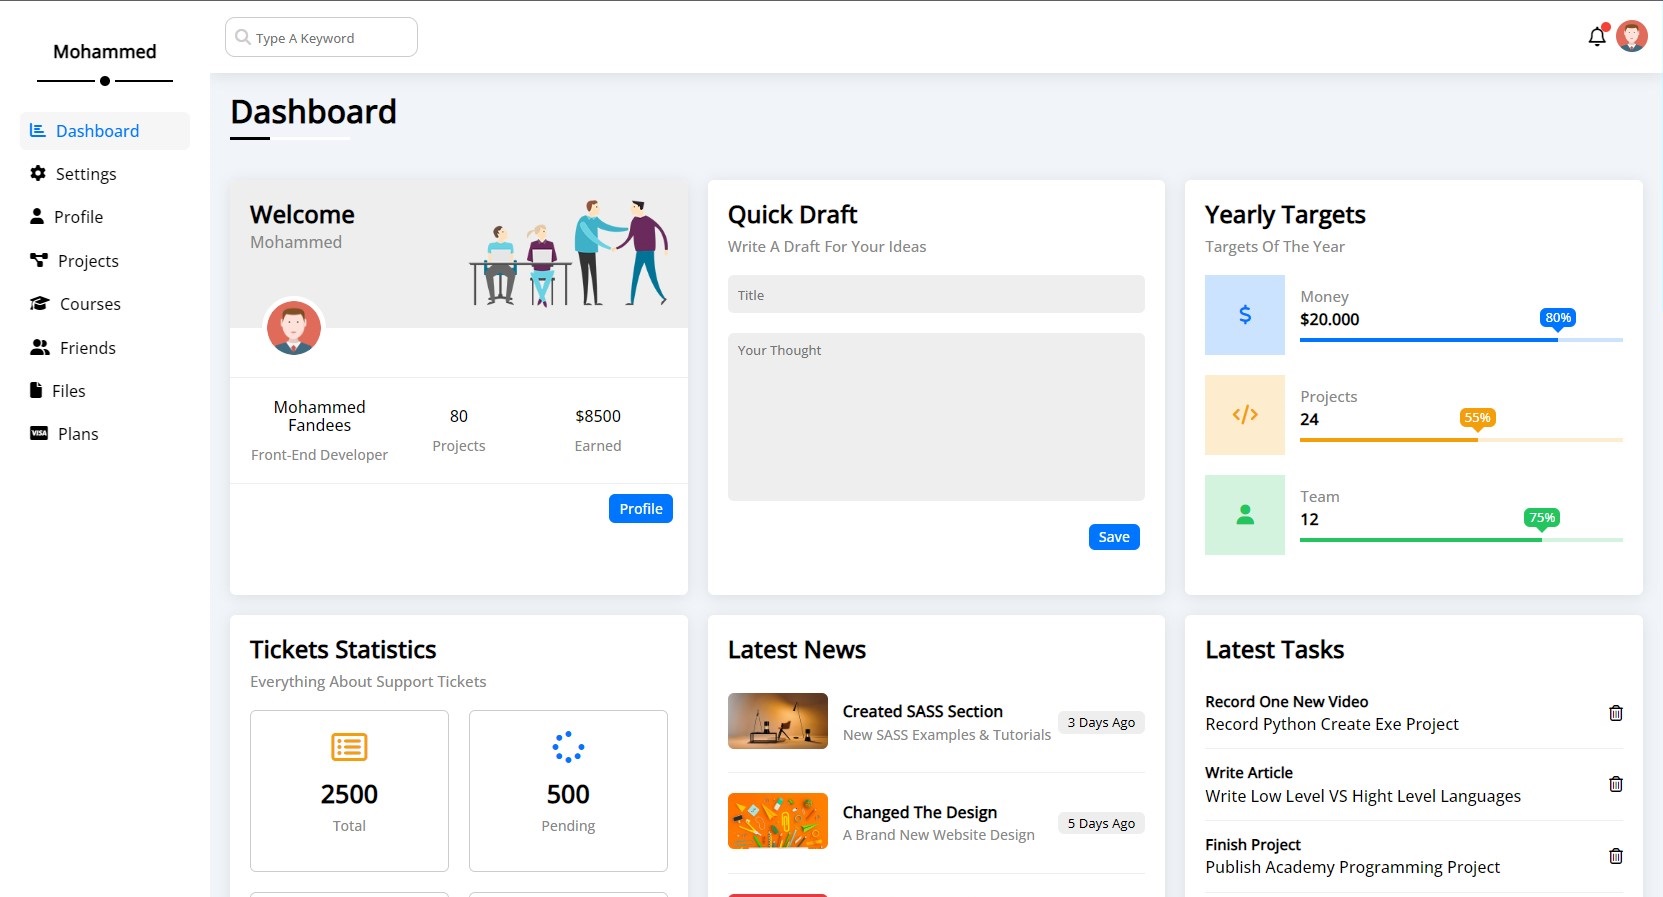 Mohammed
Dashboard
Settings
Profile
Projects
Courses
Friends
Files
VISA Plans
Type A Keyword
Dashboard
Welcome
Mohammed
Mohammed
Fandees
Front-End Developer
80
Projects
$8500
Earned
Profile
Quick Draft
Write A Draft For Your Ideas
Title
Your Thought
Save
Yearly Targets
Targets Of The Year
$
Money
$20.000
80%
</>
Projects
24
55%
Team
12
75%
Tickets Statistics
Everything About Support Tickets
2500
Total
500
Pending
Latest News
Created SASS Section
New SASS Examples & Tutorials
3 Days Ago
Changed The Design
A Brand New Website Design
5 Days Ago
Latest Tasks
Record One New Video
Record Python Create Exe Project
Write Article
Write Low Level VS Hight Level Languages
Finish Project
Publish Academy Programming Project